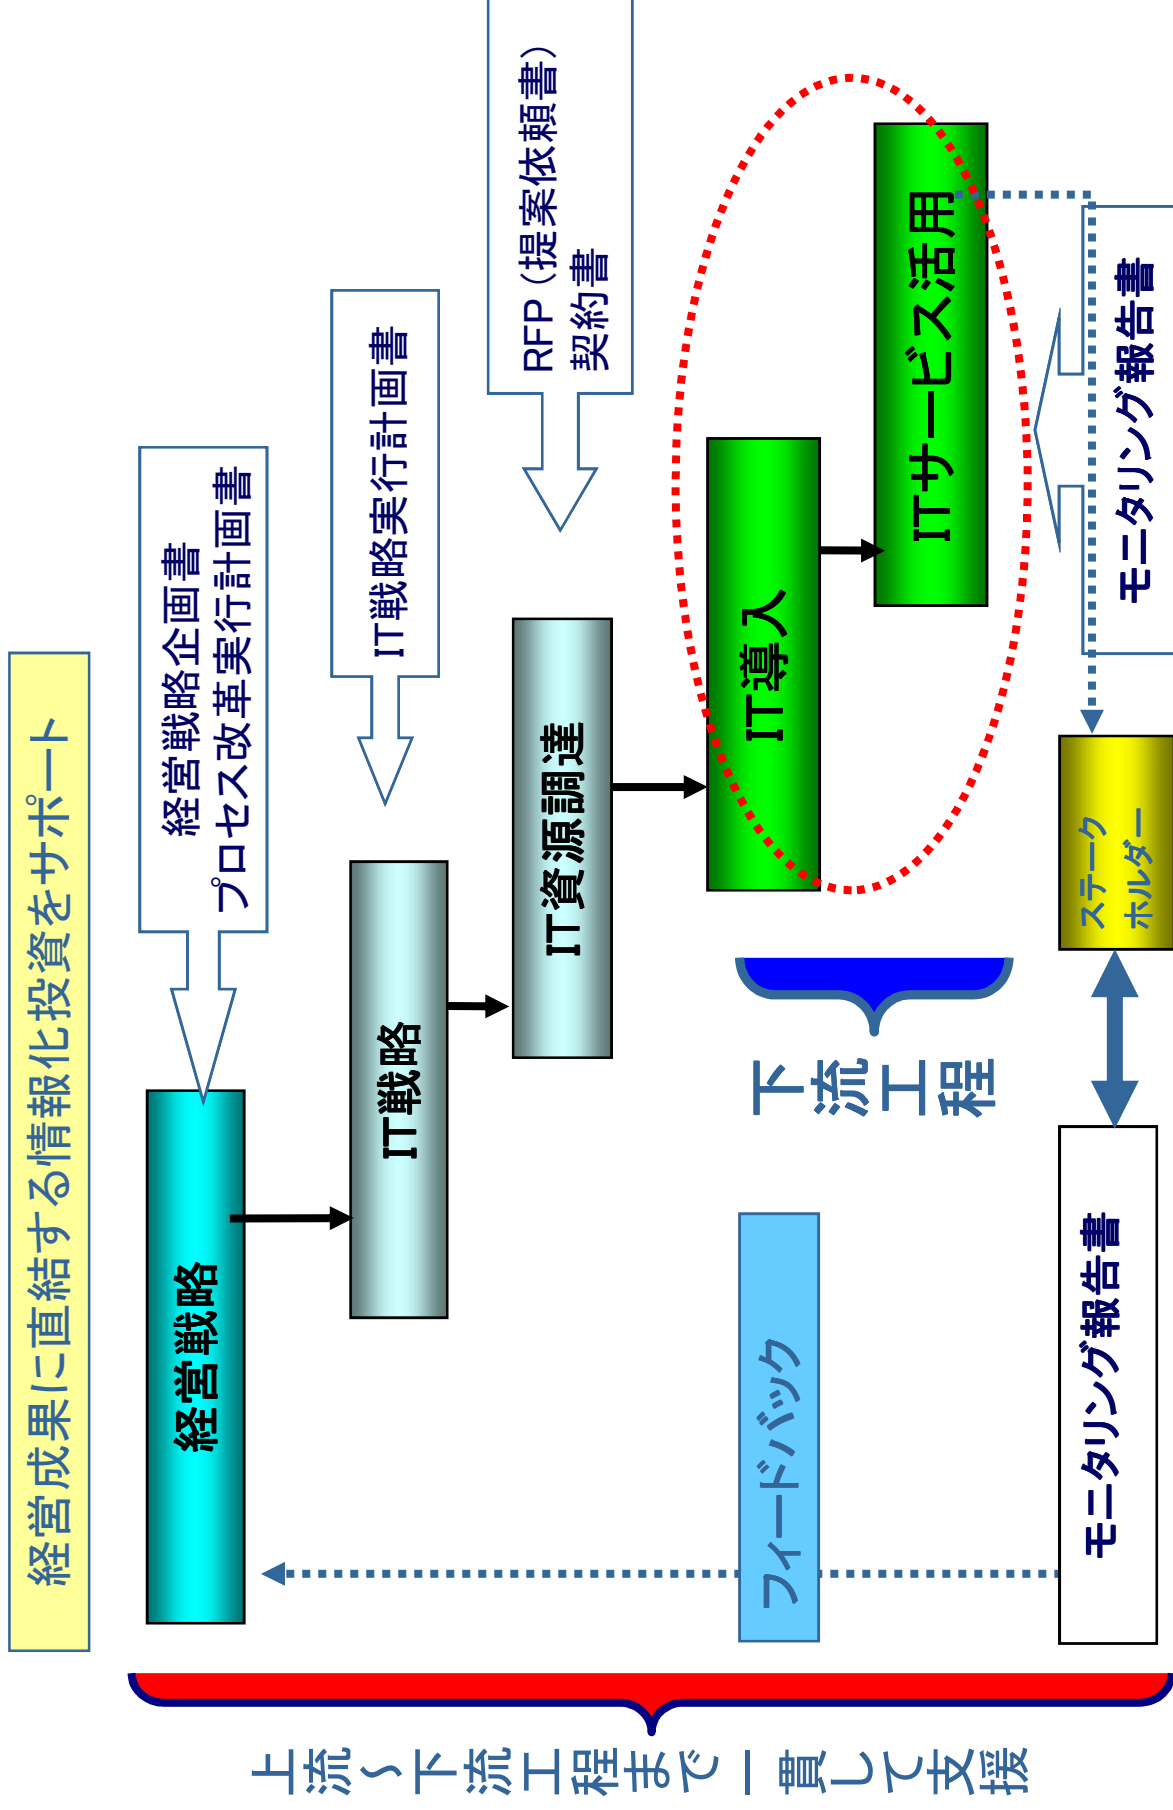 経営成果に直結する情報化投資をサポート
経営戦略企画書
プロセス改革実行計画書
経営戦略
IT戦略実行計画書
IT戦略
RFP（提案依頼書）
契約書
IT資源調達
IT導入
ITサービス活用
下流工程
フィードバック
モニタリング報告書
ステーク
ホルダー
モニタリング報告書
上流～下流工程まで一貫して支援